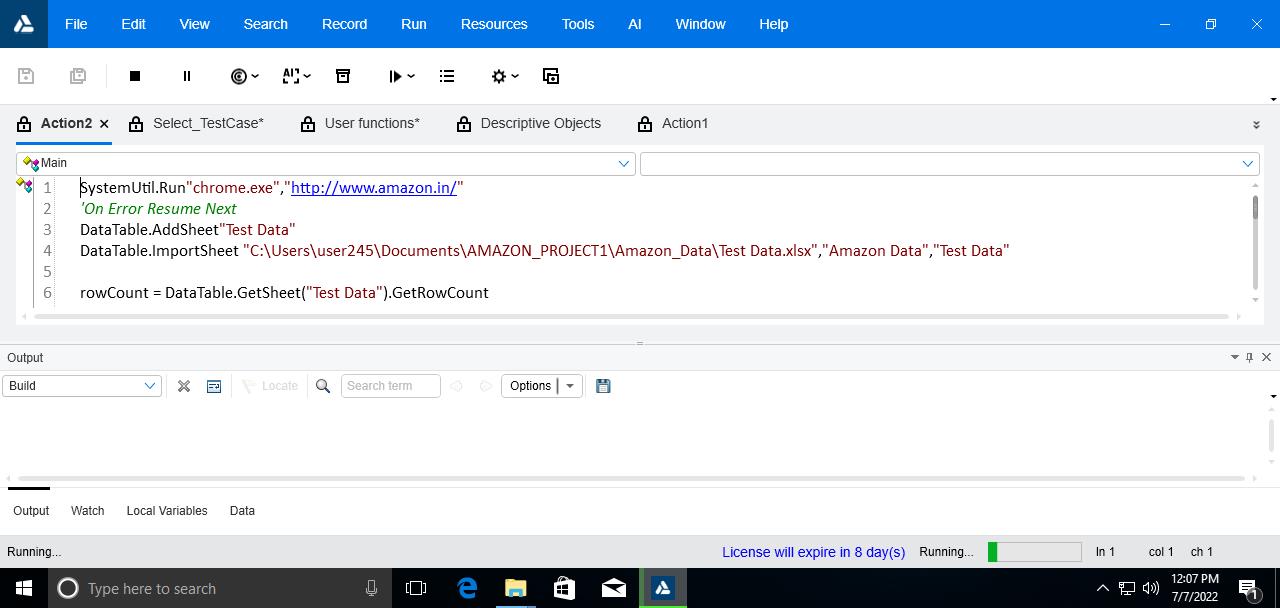 File Edit View Search Record Run Resources Tools AI Window Help
AI
Action2 Select_TestCase* User functions* Descriptive Objects Action1
Main
1 SystemUtil.Run"chrome.exe","http://www.amazon.in/"
2 'On Error Resume Next
3 DataTable.AddSheet"Test Data"
4 DataTable.ImportSheet "C:\Users\user245\Documents\AMAZON_PROJECT1\Amazon_Data\Test Data.xlsx","Amazon Data","Test Data"
5
6 rowCount = DataTable.GetSheet("Test Data").GetRowCount
Output
Build Locate Search term Options
Output Watch Local Variables Data
Running... License will expire in 8 day(s) Running... ln 1 col 1 ch 1
Type here to search 12:07 PM
7/7/2022 1